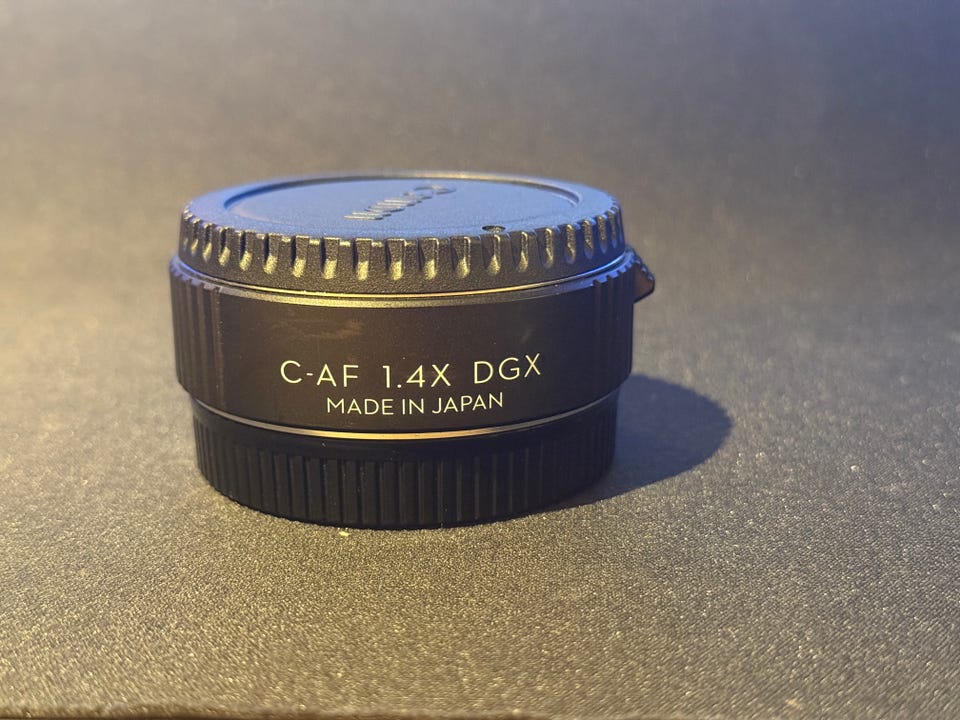 C-AF 1.4X DGX
MADE IN JAPAN